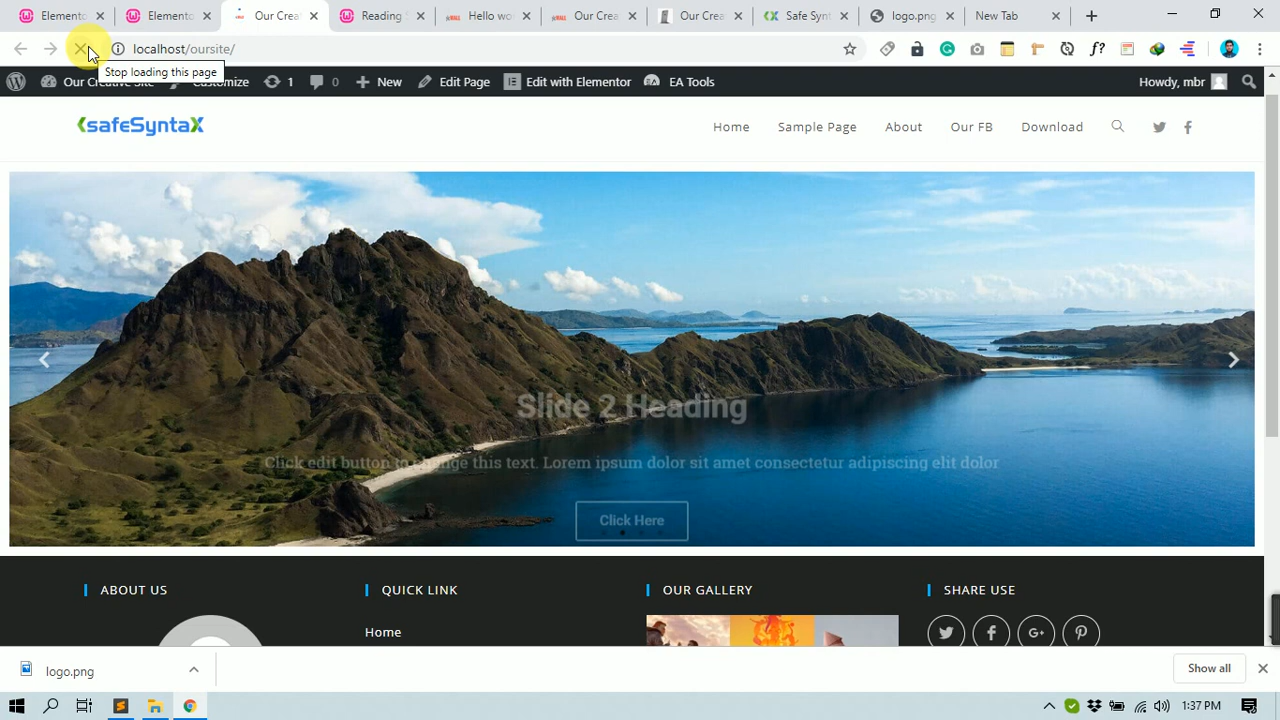 Elemento
Elemento
Our Crea
Reading S
Hello wo
Our Crea
Our Crea
Safe Syn
logo.png
New Tab
localhost/oursite/
f?
Stop loading this page
Our Creative Site
Customize
1
0
New
Edit Page
Edit with Elementor
EA Tools
Howdy, mbr
safeSyntaX
Home
Sample Page
About
Our FB
Download
Slide 2 Heading
Click edit button to change this text. Lorem ipsum dolor sit amet consectetur adipiscing elit dolor
Click Here
ABOUT US
QUICK LINK
OUR GALLERY
SHARE USE
Home
G+
logo.png
Show all
1:37 PM